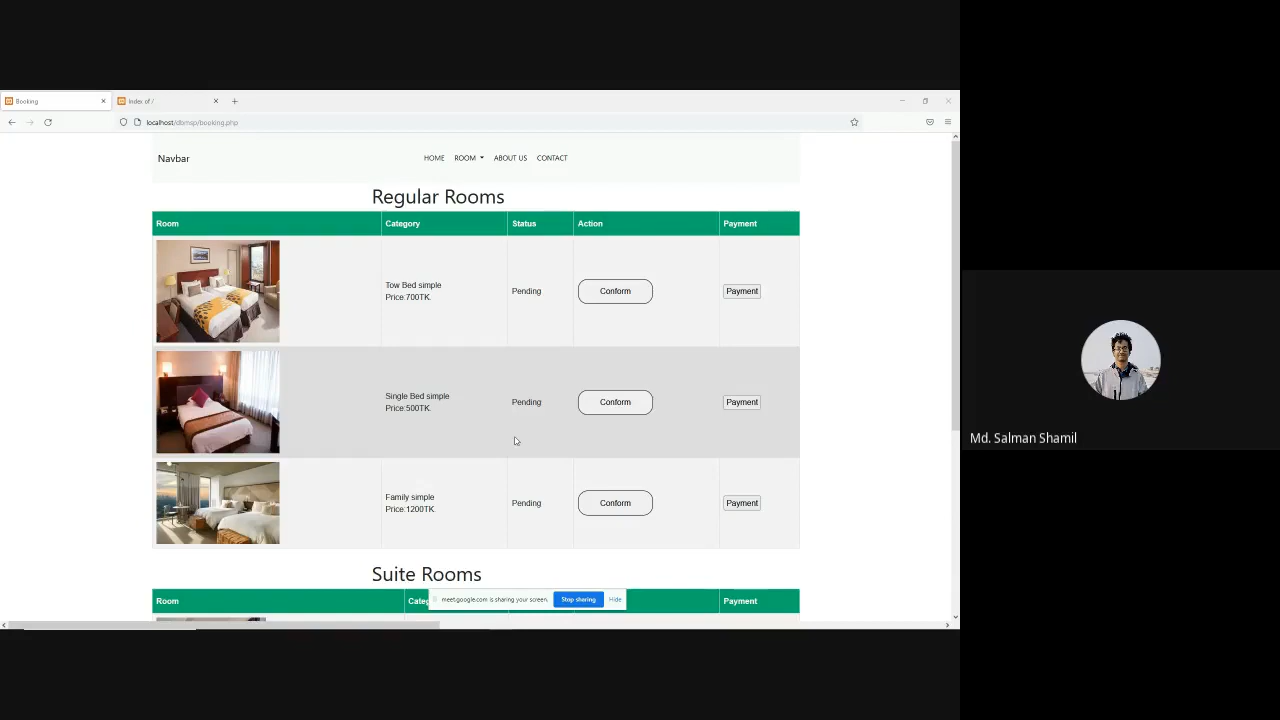 Booking
Index of /
localhost/dbmsp/booking.php
Navbar
HOME
ROOM
ABOUT US
CONTACT
Regular Rooms
Room
Category
Status
Action
Payment
Tow Bed simple
Price:700TK.
Pending
Conform
Payment
Single Bed simple
Price:500TK.
Pending
Conform
Payment
Family simple
Price:1200TK.
Pending
Conform
Payment
Suite Rooms
Room
Categ
Payment
meet.google.com is sharing your screen.
Stop sharing
Hide
Md. Salman Shamil